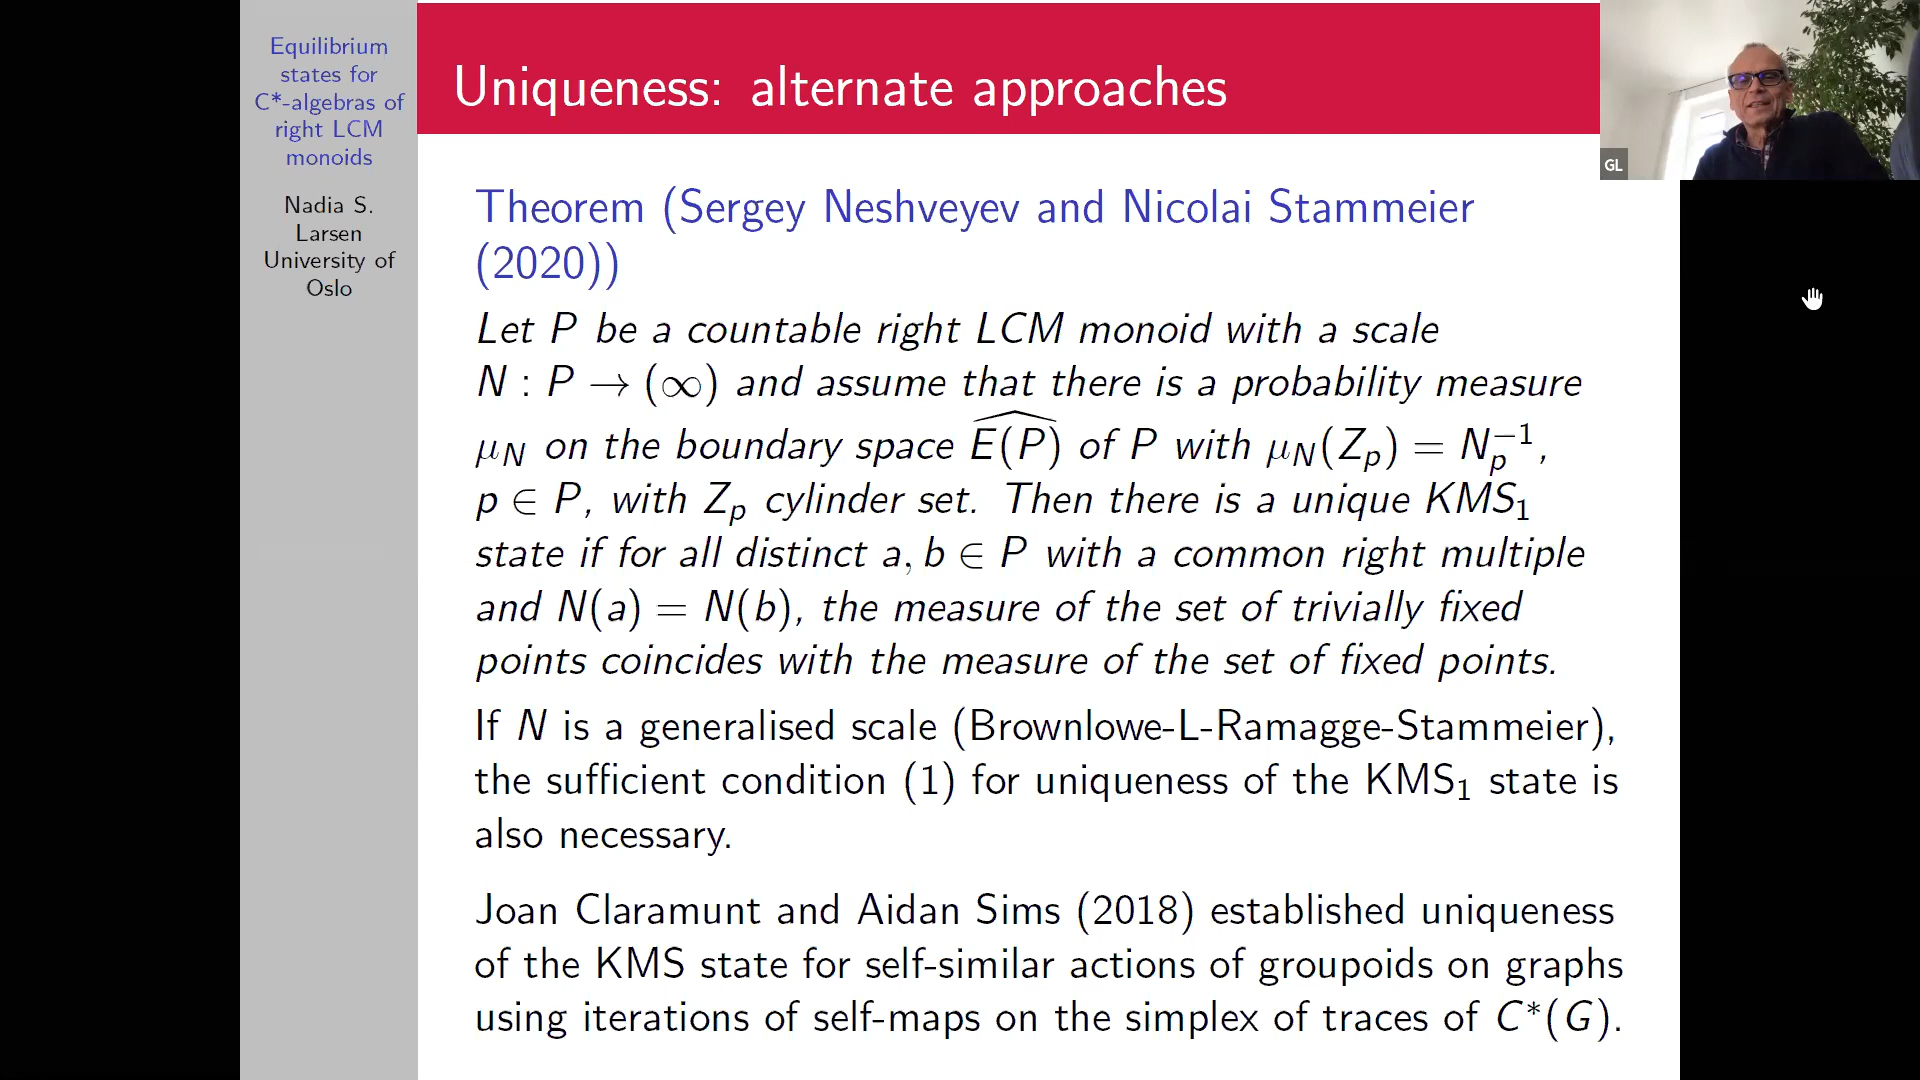 Equilibrium
states for
C*-algebras of
right LCM
monoids
Nadia S.
Larsen
University of
Oslo
Uniqueness: alternate approaches
Theorem (Sergey Neshveyev and Nicolai Stammeier
(2020))
Let P be a countable right LCM monoid with a scale
N : P → (∞) and assume that there is a probability measure
μ_N on the boundary space \widehat{E(P)} of P with μ_N(Z_p) = N_p^{-1},
p ∈ P, with Z_p cylinder set. Then there is a unique KMS₁
state if for all distinct a, b ∈ P with a common right multiple
and N(a) = N(b), the measure of the set of trivially fixed
points coincides with the measure of the set of fixed points.
If N is a generalised scale (Brownlowe-L-Ramagge-Stammeier),
the sufficient condition (1) for uniqueness of the KMS₁ state is
also necessary.
Joan Claramunt and Aidan Sims (2018) established uniqueness
of the KMS state for self-similar actions of groupoids on graphs
using iterations of self-maps on the simplex of traces of C*(G).
GL